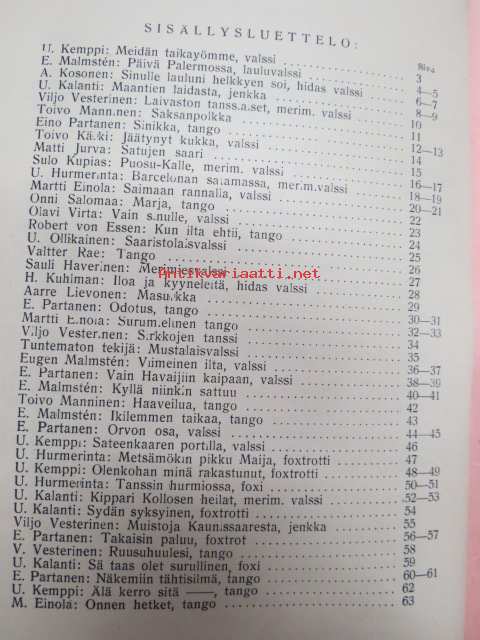 SISÄLLYSLUETTELO:
Sivu
U. Kemppi: Meidän taikayömme, valssi 3
E. Malmstén: Päivä Palermossa, lauluvalssi 4—5
A. Kosonen: Sinulle lauluni helkkyen soi, hidas valssi 6—7
U. Kalanti: Maantien laidasta, jenkka 8—9
Viljo Vesterinen: Laivaston tanssiaiset, merim. valssi 10
Toivo Manninen: Saksanpolkka 11
Eino Partanen: Sinikka, tango 12—13
Toivo Kärki: Jäätynyt kukka, valssi 14
Matti Jurva: Satujen saari 15
Sulo Kupias: Puosu-Kalle, merim. valssi 16—17
U. Hurmerinta: Barcelonan satamassa, merim.valssi 18—19
Martti Einola: Saimaan rannalla, valssi 20—21
Onni Salomaa: Marja, tango 22
Olavi Virta: Vain sinulle, valssi 23
Robert von Essen: Kun ilta ehtii, tango 24
U. Ollikainen: Saaristolaisvalssi 25
Valtter Rae: Tango 26
Sauli Haverinen: Merimiesvalssi 27
H. Kuhiman: Iloa ja kyyneleitä, hidas valssi 28
Aarre Lievonen: Masurkka 29
E. Partanen: Odotus, tango 30—31
Martti Einola: Surumielinen tango 32—33
Viljo Vesterinen: Sirkkojen tanssi 34
Tuntematon tekijä: Mustalaisvalssi 35
Eugen Malmstén: Viimeinen ilta, valssi 36—37
E. Partanen: Vain Havaijiin kaipaan, valssi 38—39
E. Malmstén: Kyllä niinkin sattuu 40—41
Toivo Manninen: Haaveilua, tango 42
E. Malmstén: Ikilemmen taikaa, tango 43
E. Partanen: Orvon osa, valssi 44—45
U. Kemppi: Sateenkaaren portilla, valssi 46
U. Hurmerinta: Metsämökin pikku Maija, foxtrotti 47
U. Kemppi: Olenkohan minä rakastunut, foxtrotti 48—49
U. Hurmerinta: Tanssin hurmiossa, foxi 50—51
U. Kalanti: Kippari Kollosen heilat, merim. valssi 52—53
U. Kalanti: Sydän syksyinen, foxtrotti 54
Viljo Vesterinen: Muistoja Kaunissaaresta, jenkka 55
E. Partanen: Takaisin paluu, foxtrot 56—57
V. Vesterinen: Ruusuhuulesi, tango 58
U. Kalanti: Sä taas olet surullinen, foxi 59
E. Partanen: Näkemiin tähtisilmä, tango 60—61
U. Kemppi: Älä kerro sitä ——, tango 62
M. Einola: Onnen hetket, tango 63
Antikvariaatti.net